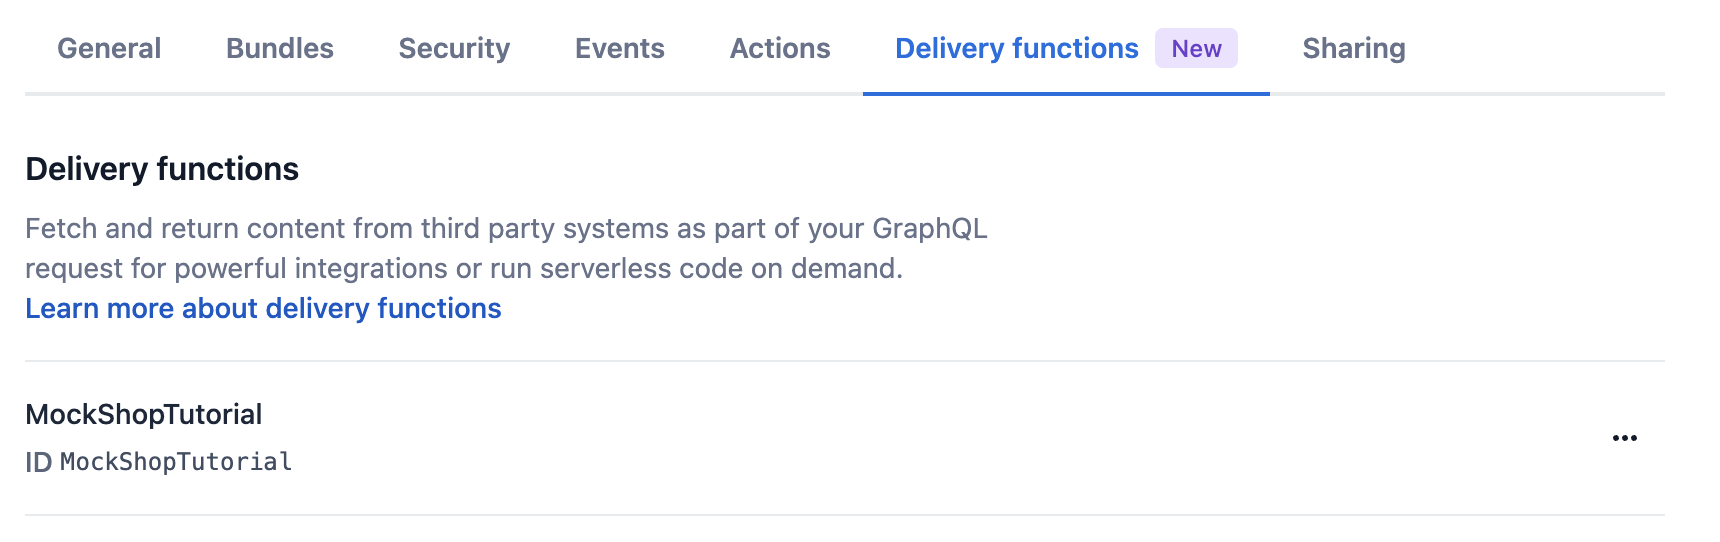 General Bundles Security Events Actions Delivery functions New Sharing
Delivery functions
Fetch and return content from third party systems as part of your GraphQL
request for powerful integrations or run serverless code on demand.
Learn more about delivery functions
MockShopTutorial
ID MockShopTutorial